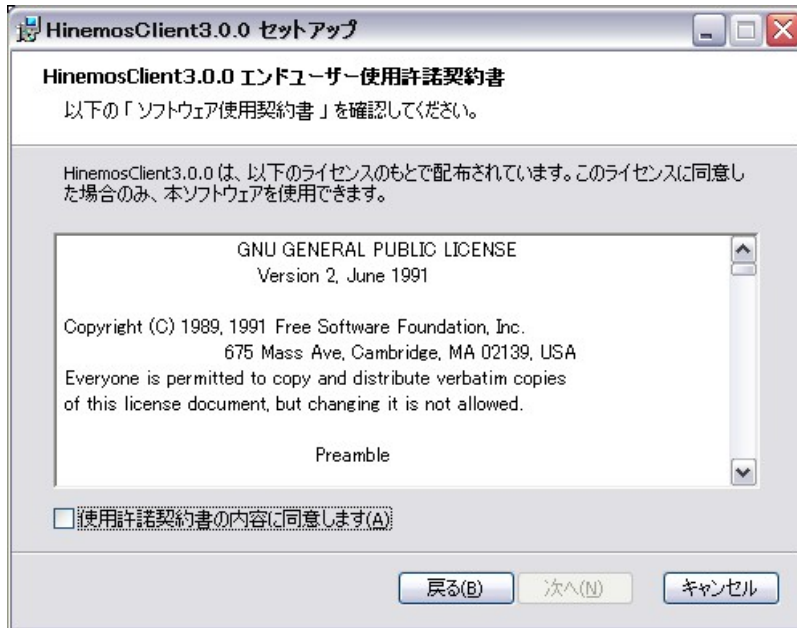 HinemosClient3.0.0 セットアップ
HinemosClient3.0.0 エンドユーザー使用許諾契約書
以下の「 ソフトウェア使用契約書 」を確認してください。
HinemosClient3.0.0 は、以下のライセンスのもとで配布されています。このライセンスに同意し
た場合のみ、本ソフトウェアを使用できます。
GNU GENERAL PUBLIC LICENSE
Version 2, June 1991
Copyright (C) 1989, 1991 Free Software Foundation, Inc.
675 Mass Ave, Cambridge, MA 02139, USA
Everyone is permitted to copy and distribute verbatim copies
of this license document, but changing it is not allowed.
Preamble
使用許諾契約書の内容に同意します(A)
戻る(B) 次へ(N) キャンセル